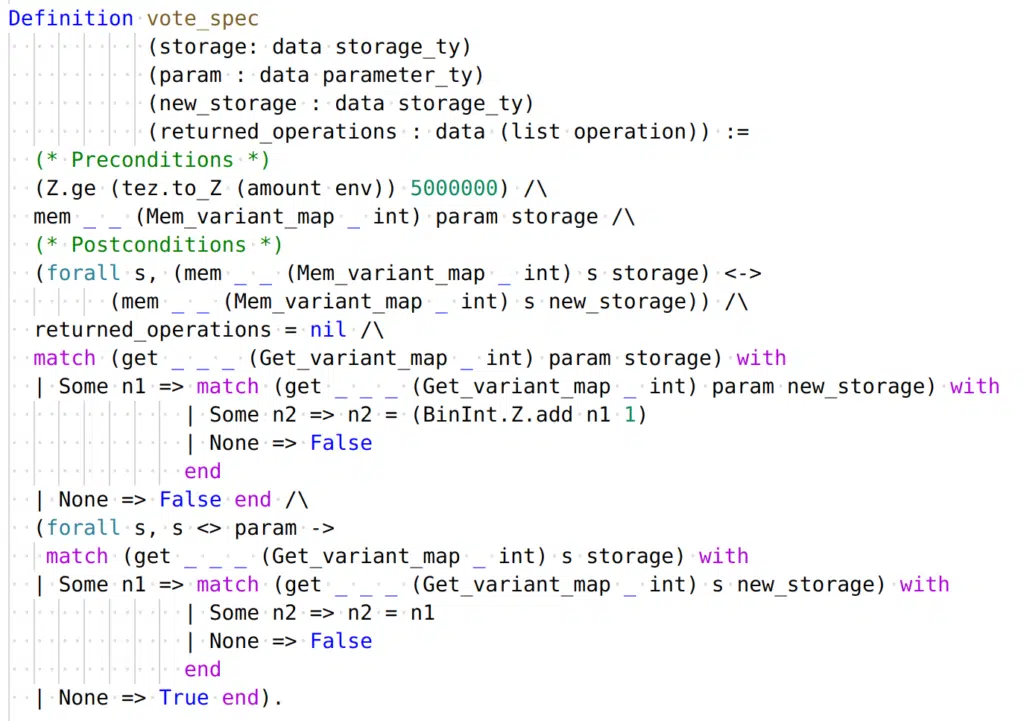 Definition vote_spec
(storage: data storage_ty)
(param : data parameter_ty)
(new_storage : data storage_ty)
(returned_operations : data (list operation)) :=
(* Preconditions *)
(Z.ge (tez.to_Z (amount env)) 5000000) /\
mem _ _ (Mem_variant_map _ int) param storage /\
(* Postconditions *)
(forall s, (mem _ _ (Mem_variant_map _ int) s storage) <->
(mem _ _ (Mem_variant_map _ int) s new_storage)) /\
returned_operations = nil /\
match (get _ _ _ (Get_variant_map _ int) param storage) with
| Some n1 => match (get _ _ _ (Get_variant_map _ int) param new_storage) with
| Some n2 => n2 = (BinInt.Z.add n1 1)
| None => False
end
| None => False end /\
(forall s, s <> param ->
match (get _ _ _ (Get_variant_map _ int) s storage) with
| Some n1 => match (get _ _ _ (Get_variant_map _ int) s new_storage) with
| Some n2 => n2 = n1
| None => False
end
| None => True end).